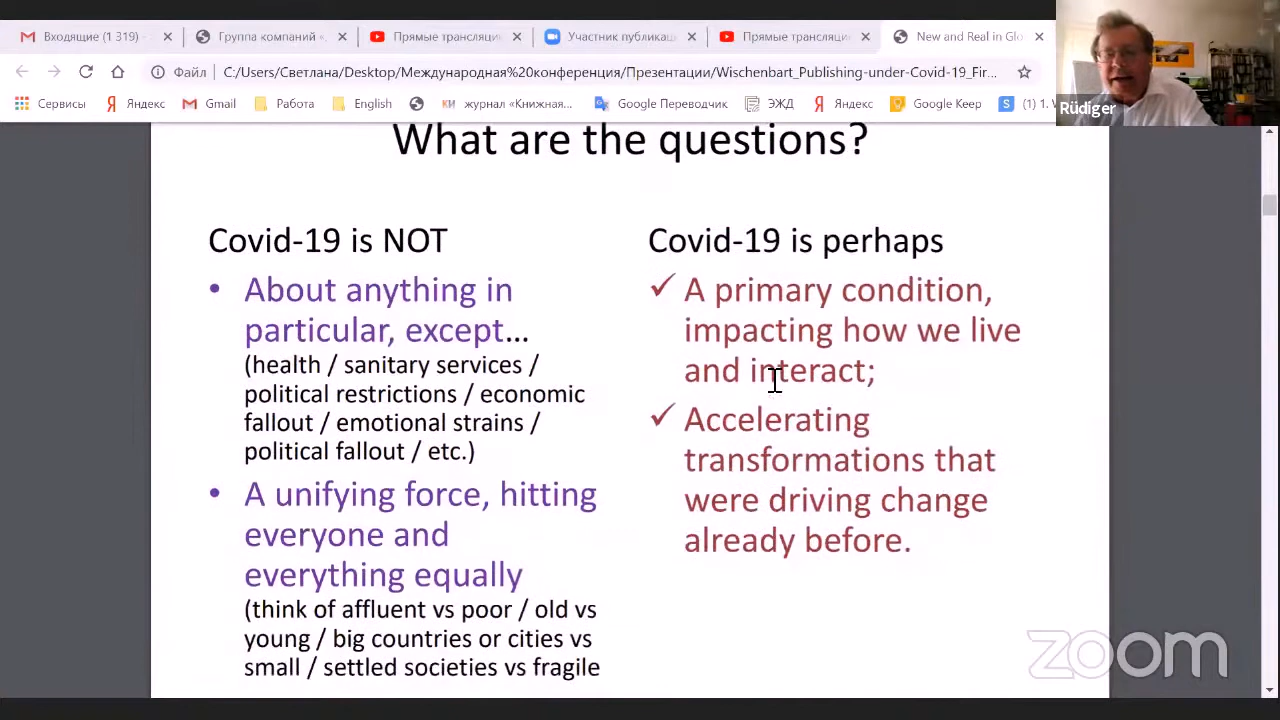 Входящие (1 319) -
Группа компаний «.
Прямые трансляци
Участник публикац
Прямые трансляци
New and Real in Glo
Файл
C:/Users/Светлана/Desktop/Международная%20конференция/Презентации/Wischenbart_Publishing-under-Covid-19_Fir...
Сервисы
Яндекс
Gmail
Работа
English
журнал «Книжная...
Google Переводчик
ЭЖД
Яндекс
Google Keep
(1) 1.
Rüdiger
What are the questions?
Covid-19 is NOT
• About anything in
particular, except...
(health / sanitary services /
political restrictions / economic
fallout / emotional strains /
political fallout / etc.)
• A unifying force, hitting
everyone and
everything equally
(think of affluent vs poor / old vs
young / big countries or cities vs
small / settled societies vs fragile
Covid-19 is perhaps
✓ A primary condition,
impacting how we live
and interact;
✓ Accelerating
transformations that
were driving change
already before.
zoom